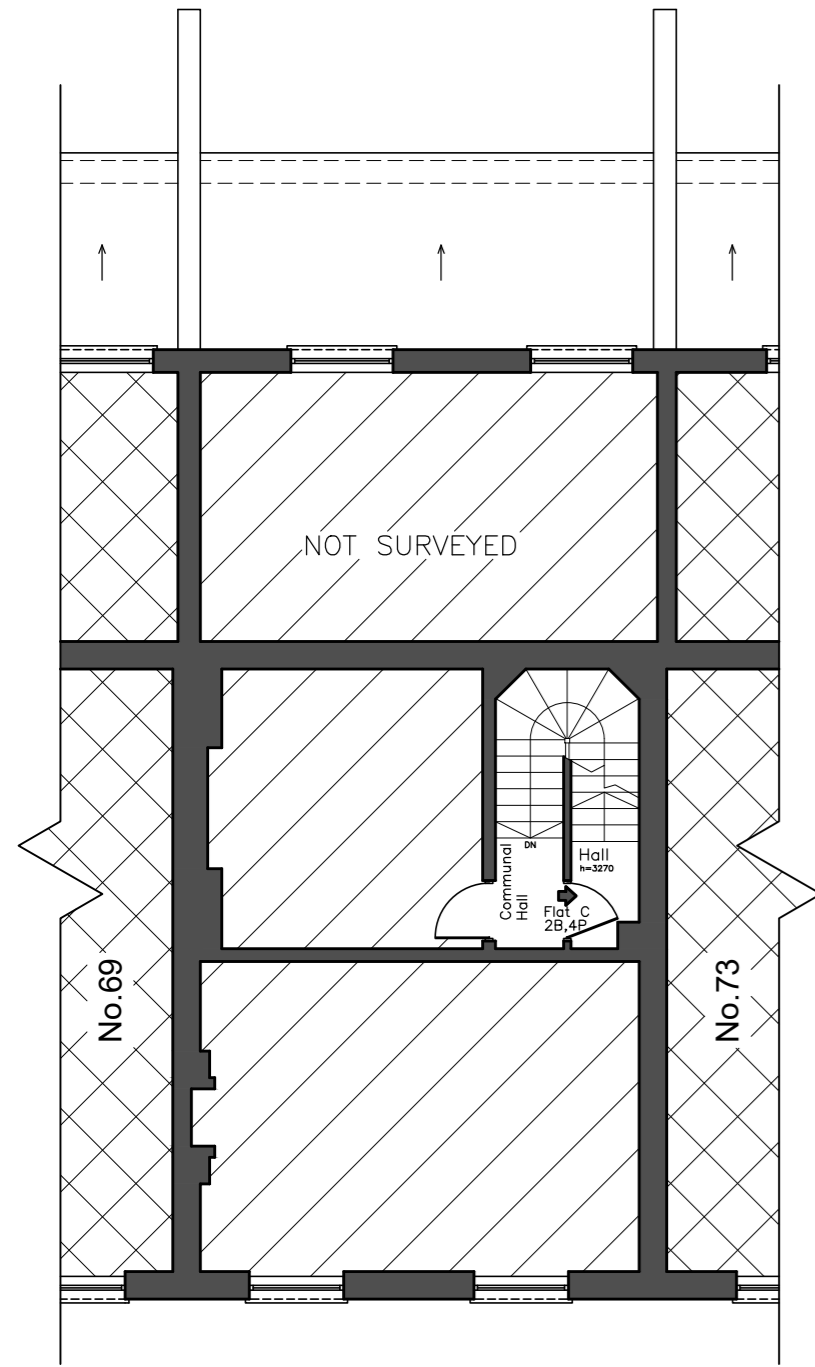 NOT SURVEYED
DN
Communal
Hall
Hall
h=3270
Flat C
2B,4P
No.69
No.73